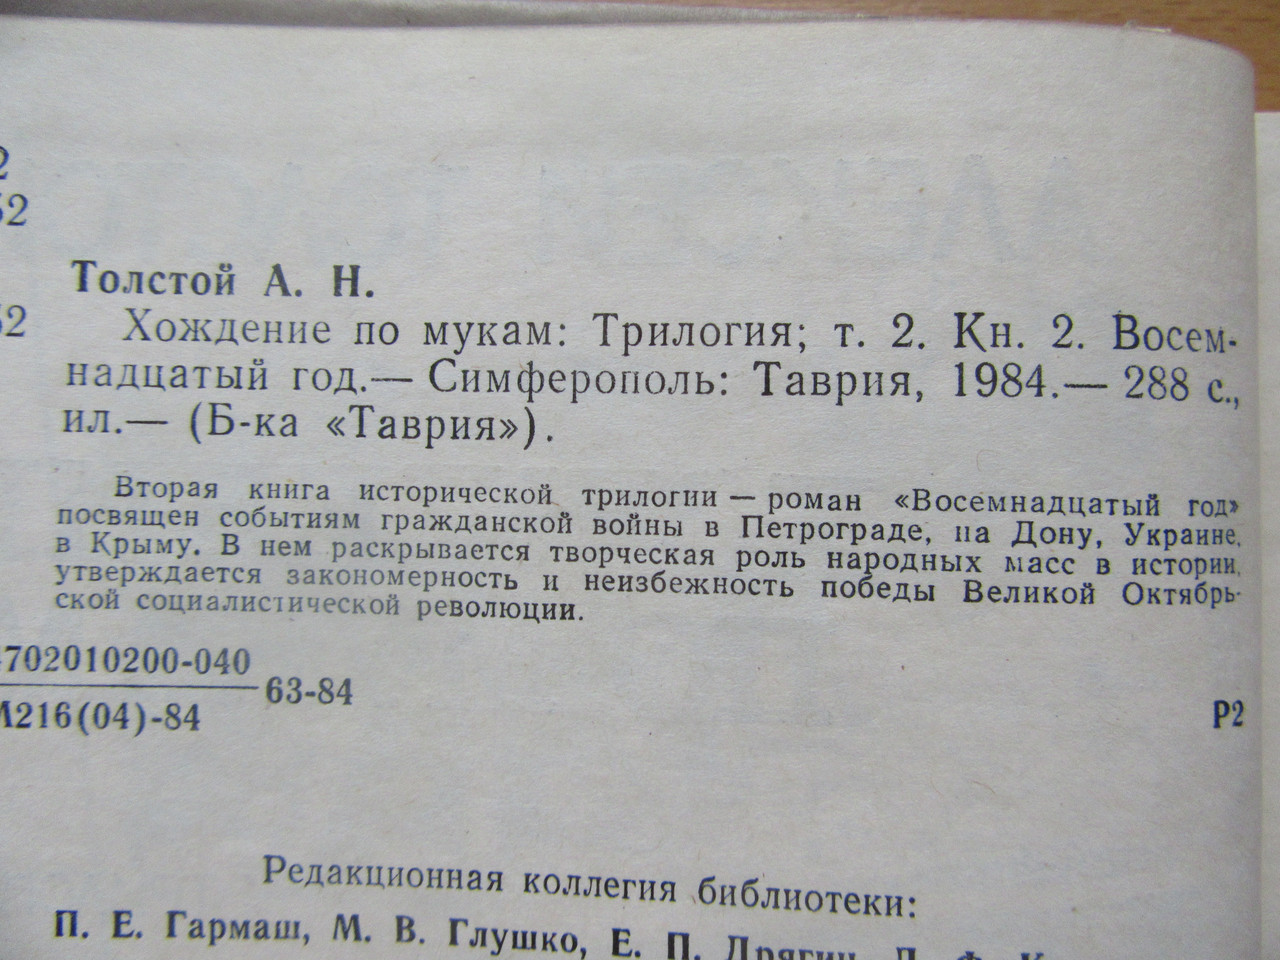 2
52
Толстой А. Н.
52 Хождение по мукам: Трилогия; т. 2. Кн. 2. Восем-
надцатый год.— Симферополь: Таврия, 1984.— 288 с.,
ил.— (Б-ка «Таврия»).
Вторая книга исторической трилогии — роман «Восемнадцатый год»
посвящен событиям гражданской войны в Петрограде, на Дону, Украине,
в Крыму. В нем раскрывается творческая роль народных масс в истории,
утверждается закономерность и неизбежность победы Великой Октябрь-
ской социалистической революции.
4702010200-040
М216(04)-84
63-84
Р2
Редакционная коллегия библиотеки:
П. Е. Гармаш, М. В. Глушко, Е. П.